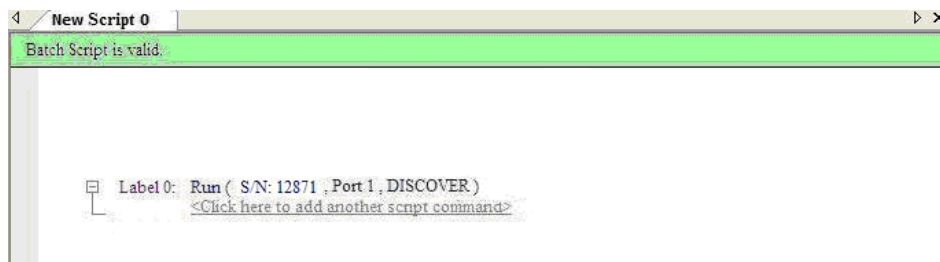 New Script 0
Batch Script is valid.
Label 0: Run ( S/N: 12871 , Port 1 , DISCOVER )
<Click here to add another script command>